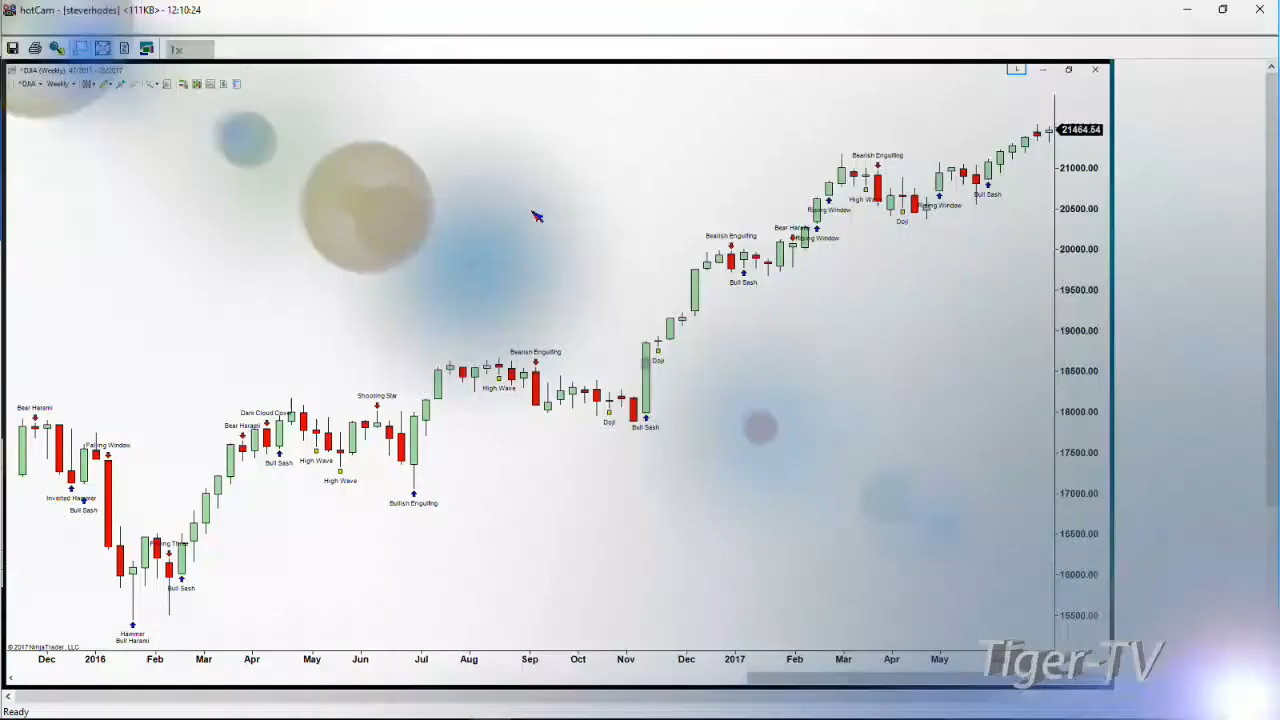 hotCam - [steverhodes] <111KB> - 12:10:24
1x
^DJIA (Weekly)
^DJIA Weekly
L
21464.54
21000.00
20500.00
20000.00
19500.00
19000.00
18500.00
18000.00
17500.00
17000.00
16500.00
16000.00
15500.00
Bear Harami
Inverted Hammer
Bull Sash
Falling Window
Hammer
Bull Harami
Falling Three
Bull Sash
Bear Harami
Dark Cloud Cover
Bull Sash
High Wave
High Wave
Shooting Star
Bullish Engulfing
High Wave
Bearish Engulfing
Doji
Bull Sash
Doji
Bearish Engulfing
Bull Sash
Bear Harami
Rising Window
Rising Window
Bearish Engulfing
High Wave
Doji
Rising Window
Bull Sash
© 2017 NinjaTrader, LLC
Dec 2016 Feb Mar Apr May Jun Jul Aug Sep Oct Nov Dec 2017 Feb Mar Apr May
Tiger-TV
Ready